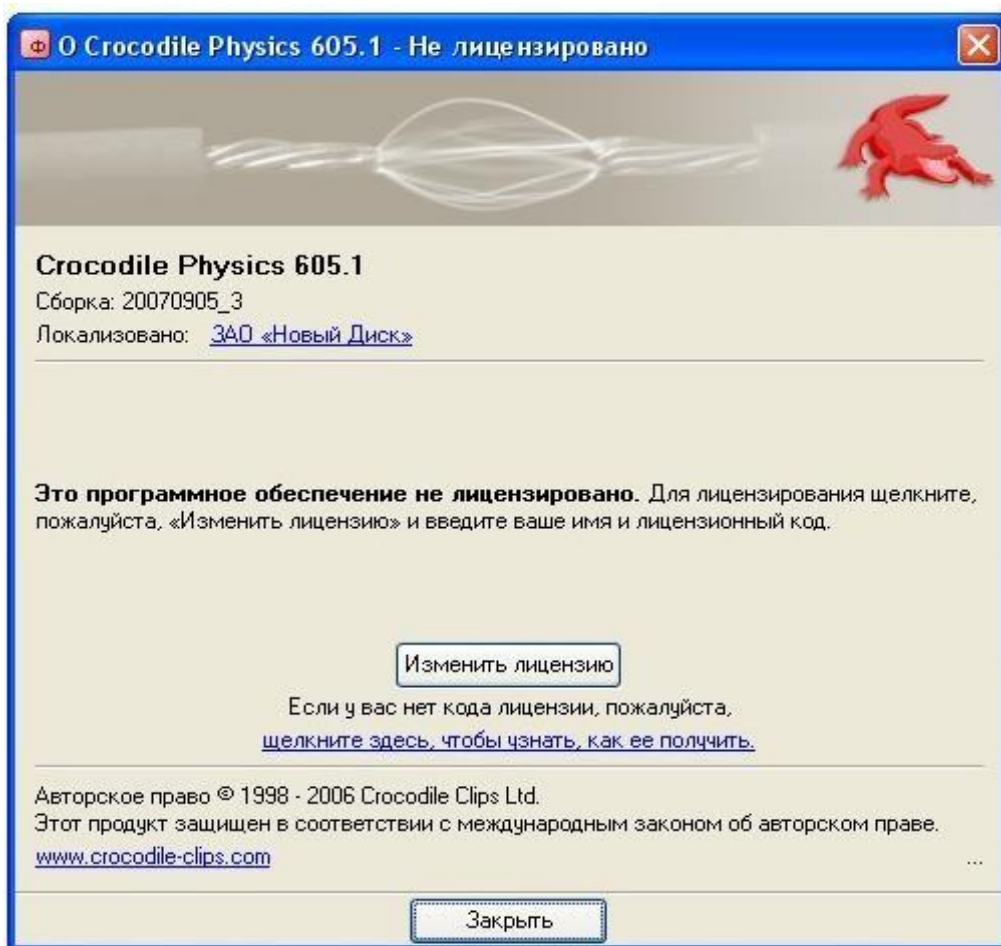 Ф О Crocodile Physics 605.1 - Не лицензировано
Crocodile Physics 605.1
Сборка: 20070905_3
Локализовано: ЗАО «Новый Диск»
Это программное обеспечение не лицензировано. Для лицензирования щелкните,
пожалуйста, «Изменить лицензию» и введите ваше имя и лицензионный код.
Изменить лицензию
Если у вас нет кода лицензии, пожалуйста,
щелкните здесь, чтобы узнать, как ее получить.
Авторское право © 1998 - 2006 Crocodile Clips Ltd.
Этот продукт защищен в соответствии с международным законом об авторском праве.
www.crocodile-clips.com ...
Закрыть